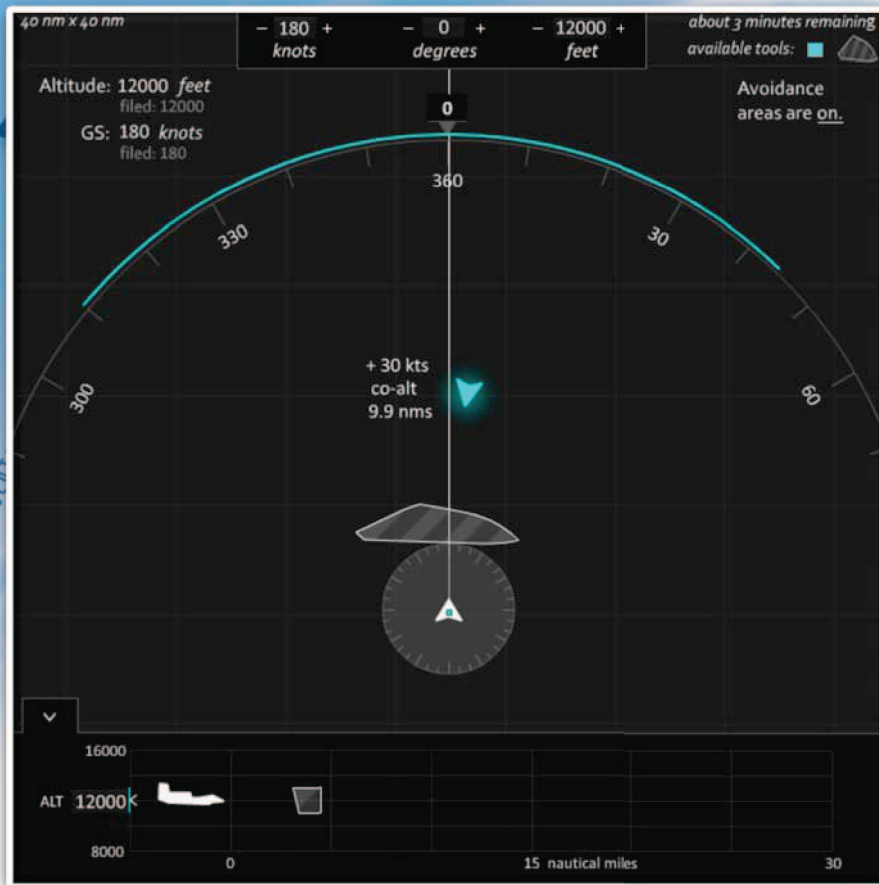 40 nm x 40 nm
− 180 +
knots
− 0 +
degrees
− 12000 +
feet
about 3 minutes remaining
available tools:
Altitude: 12000 feet
filed: 12000
GS: 180 knots
filed: 180
Avoidance
areas are on.
0
360
330
30
300
60
+ 30 kts
co-alt
9.9 nms
16000
ALT 12000
8000
0
15 nautical miles
30